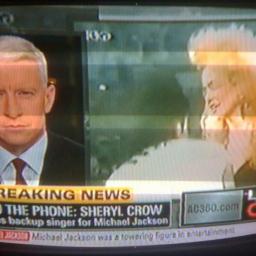 REAKING NEWS
THE PHONE: SHERYL CROW
s backup singer for Michael Jackson
AC360.com
JACKSON Michael Jackson was a towering figure in entertainment